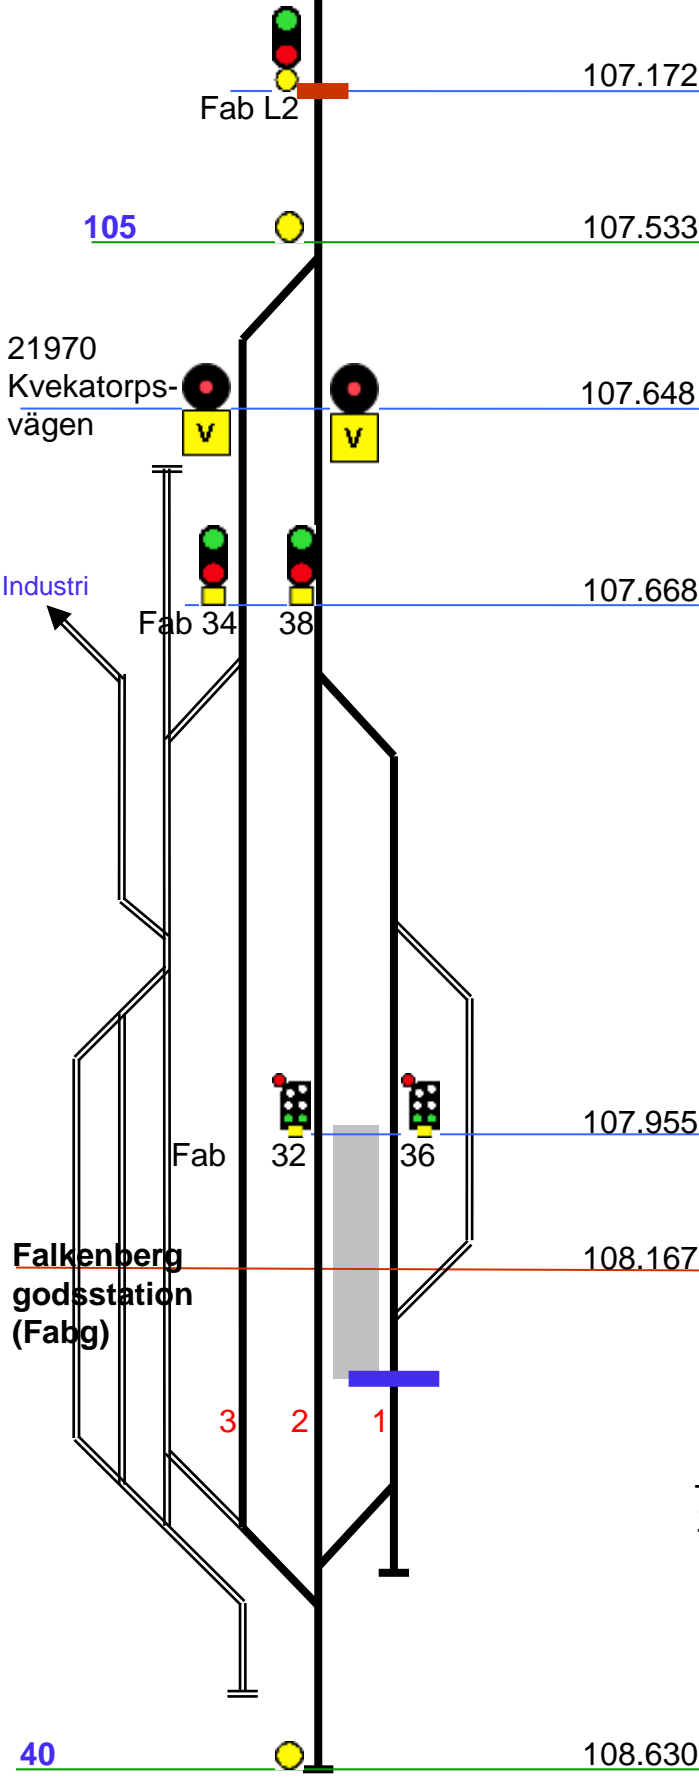 107.172
Fab L2
105
107.533
21970
Kvekatorps-
vägen
107.648
V
V
Industri
107.668
Fab 34
38
107.955
Fab
32
36
Falkenberg
godsstation
(Fabg)
108.167
3
2
1
40
108.630